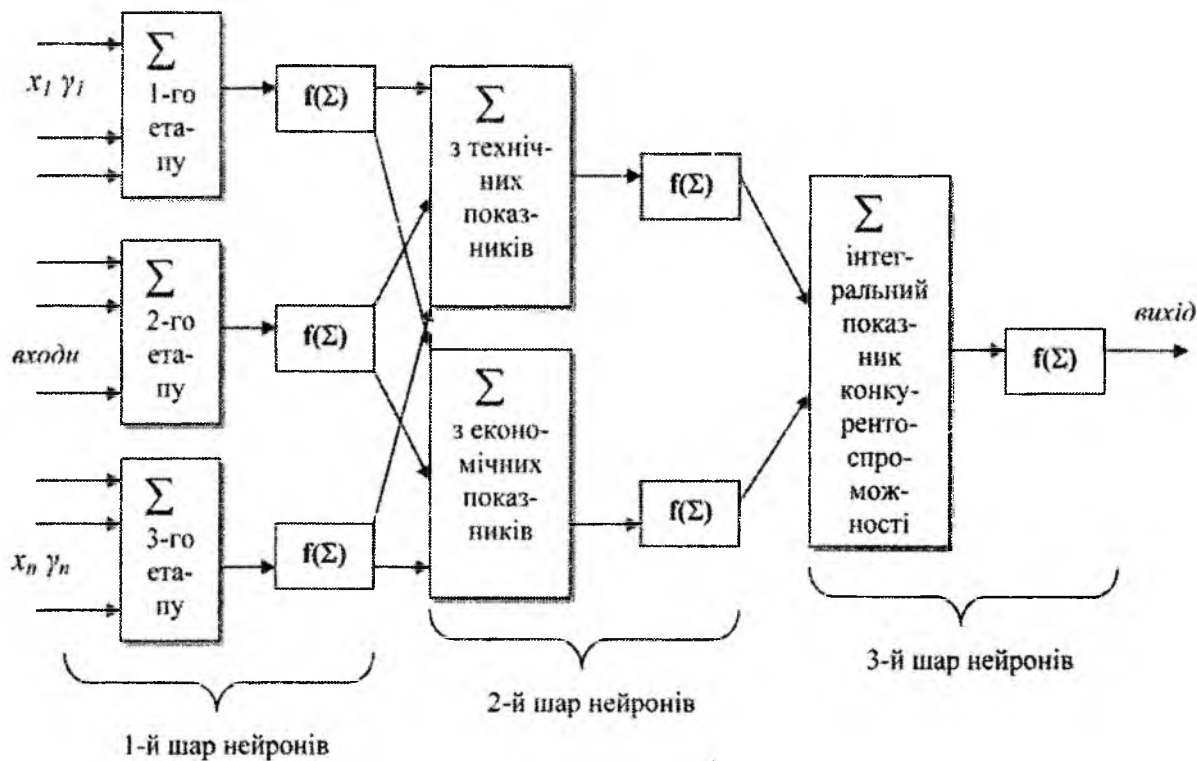 x₁ γᵢ
Σ
1-го
ета-
пу
f(Σ)
Σ
з техніч-
них
показ-
ників
f(Σ)
входи
Σ
2-го
ета-
пу
f(Σ)
Σ
з еконо-
мічних
показ-
ників
f(Σ)
xₙ γₙ
Σ
3-го
ета-
пу
f(Σ)
Σ
інтег-
ральний
показ-
ник
конку-
ренто-
спро-
мож-
ності
f(Σ)
вихід
1-й шар нейронів
2-й шар нейронів
3-й шар нейронів